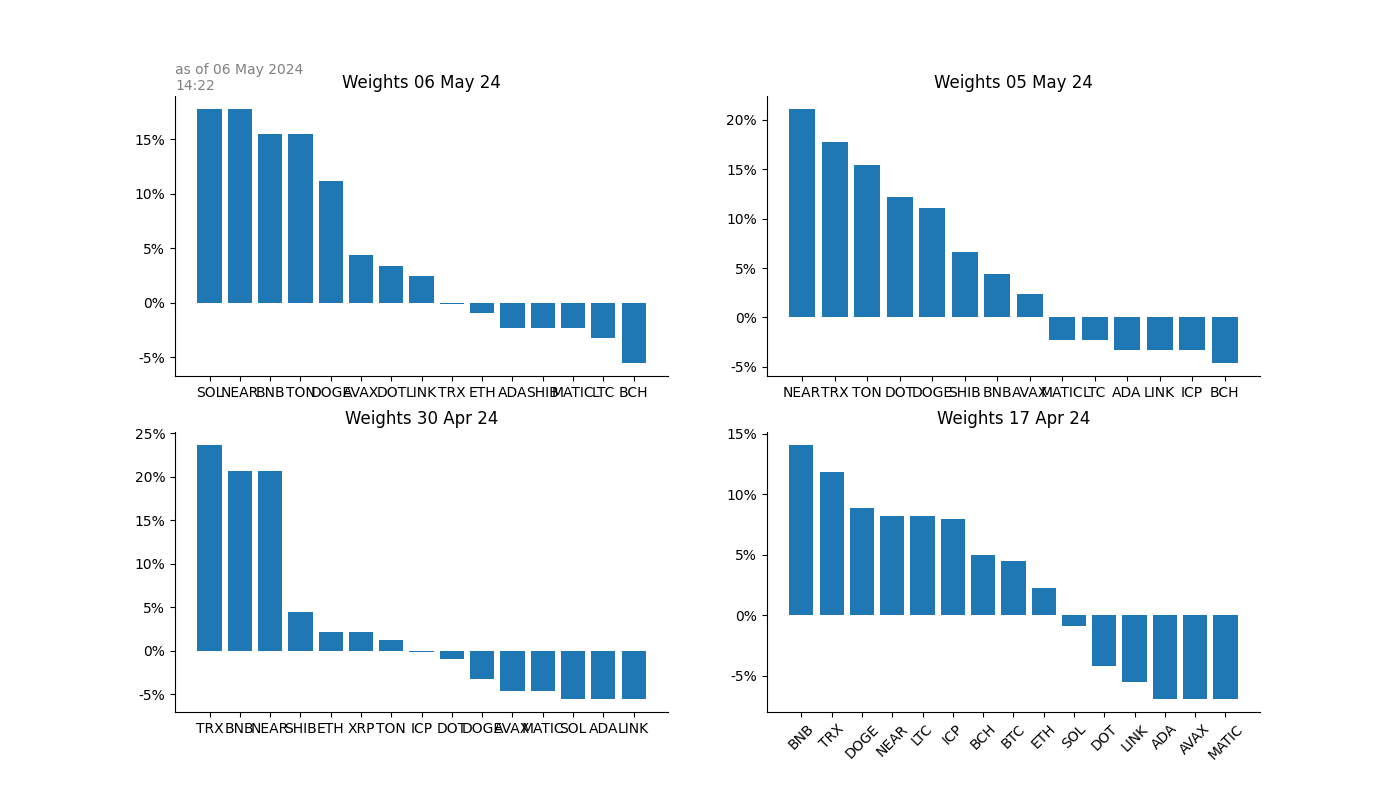 as of 06 May 2024
14:22
Weights 06 May 24
15%
10%
5%
0%
-5%
SOL NEAR BNB TON DOGE AVAX DOT LINK TRX ETH ADA SHIB MATIC LTC BCH
Weights 05 May 24
20%
15%
10%
5%
0%
-5%
NEAR TRX TON DOT DOGE SHIB BNB AVAX MATIC LTC ADA LINK ICP BCH
Weights 30 Apr 24
25%
20%
15%
10%
5%
0%
-5%
TRX BNB NEAR SHIB ETH XRP TON ICP DOT DOGE AVAX MATIC SOL ADA LINK
Weights 17 Apr 24
15%
10%
5%
0%
-5%
BNB TRX DOGE NEAR LTC ICP BCH BTC ETH SOL DOT LINK ADA AVAX MATIC